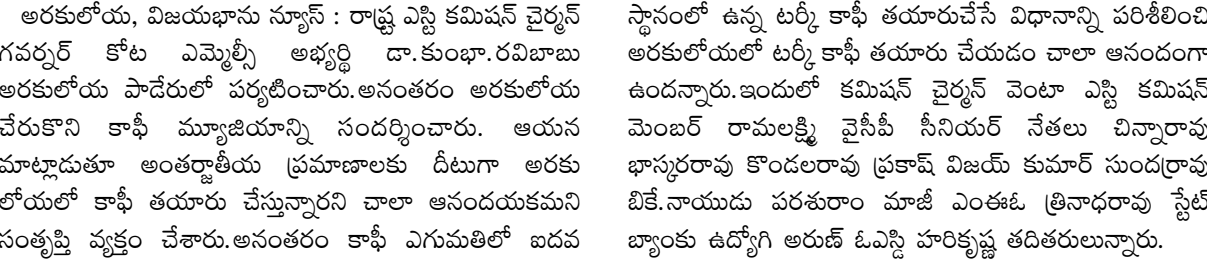 అరకులోయ, విజయభాను న్యూస్ : రాష్ట్ర ఎస్టి కమిషన్ చైర్మన్
గవర్నర్ కోట ఎమ్మెల్సీ అభ్యర్థి డా.కుంభా.రవిబాబు
అరకులోయ పాడేరులో పర్యటించారు.అనంతరం అరకులోయ
చేరుకొని కాఫీ మ్యూజియాన్ని సందర్శించారు. ఆయన
మాట్లాడుతూ అంతర్జాతీయ ప్రమాణాలకు దీటుగా అరకు
లోయలో కాఫీ తయారు చేస్తున్నారని చాలా ఆనందయకమని
సంతృప్తి వ్యక్తం చేశారు.అనంతరం కాఫీ ఎగుమతిలో ఐదవ
స్థానంలో ఉన్న టర్కీ కాఫీ తయారుచేసే విధానాన్ని పరిశీలించి
అరకులోయలో టర్కీ కాఫీ తయారు చేయడం చాలా ఆనందంగా
ఉందన్నారు.ఇందులో కమిషన్ చైర్మన్ వెంటా ఎస్టి కమిషన్
మెంబర్ రామలక్ష్మి వైసీపీ సీనియర్ నేతలు చిన్నారావు
భాస్కరరావు కొండలరావు ప్రకాష్ విజయ్ కుమార్ సుందర్రావు
బికే.నాయుడు పరశురాం మాజీ ఎంఈఓ త్రినాధరావు స్టేట్
బ్యాంకు ఉద్యోగి అరుణ్ ఓఎస్డి హరికృష్ణ తదితరులున్నారు.